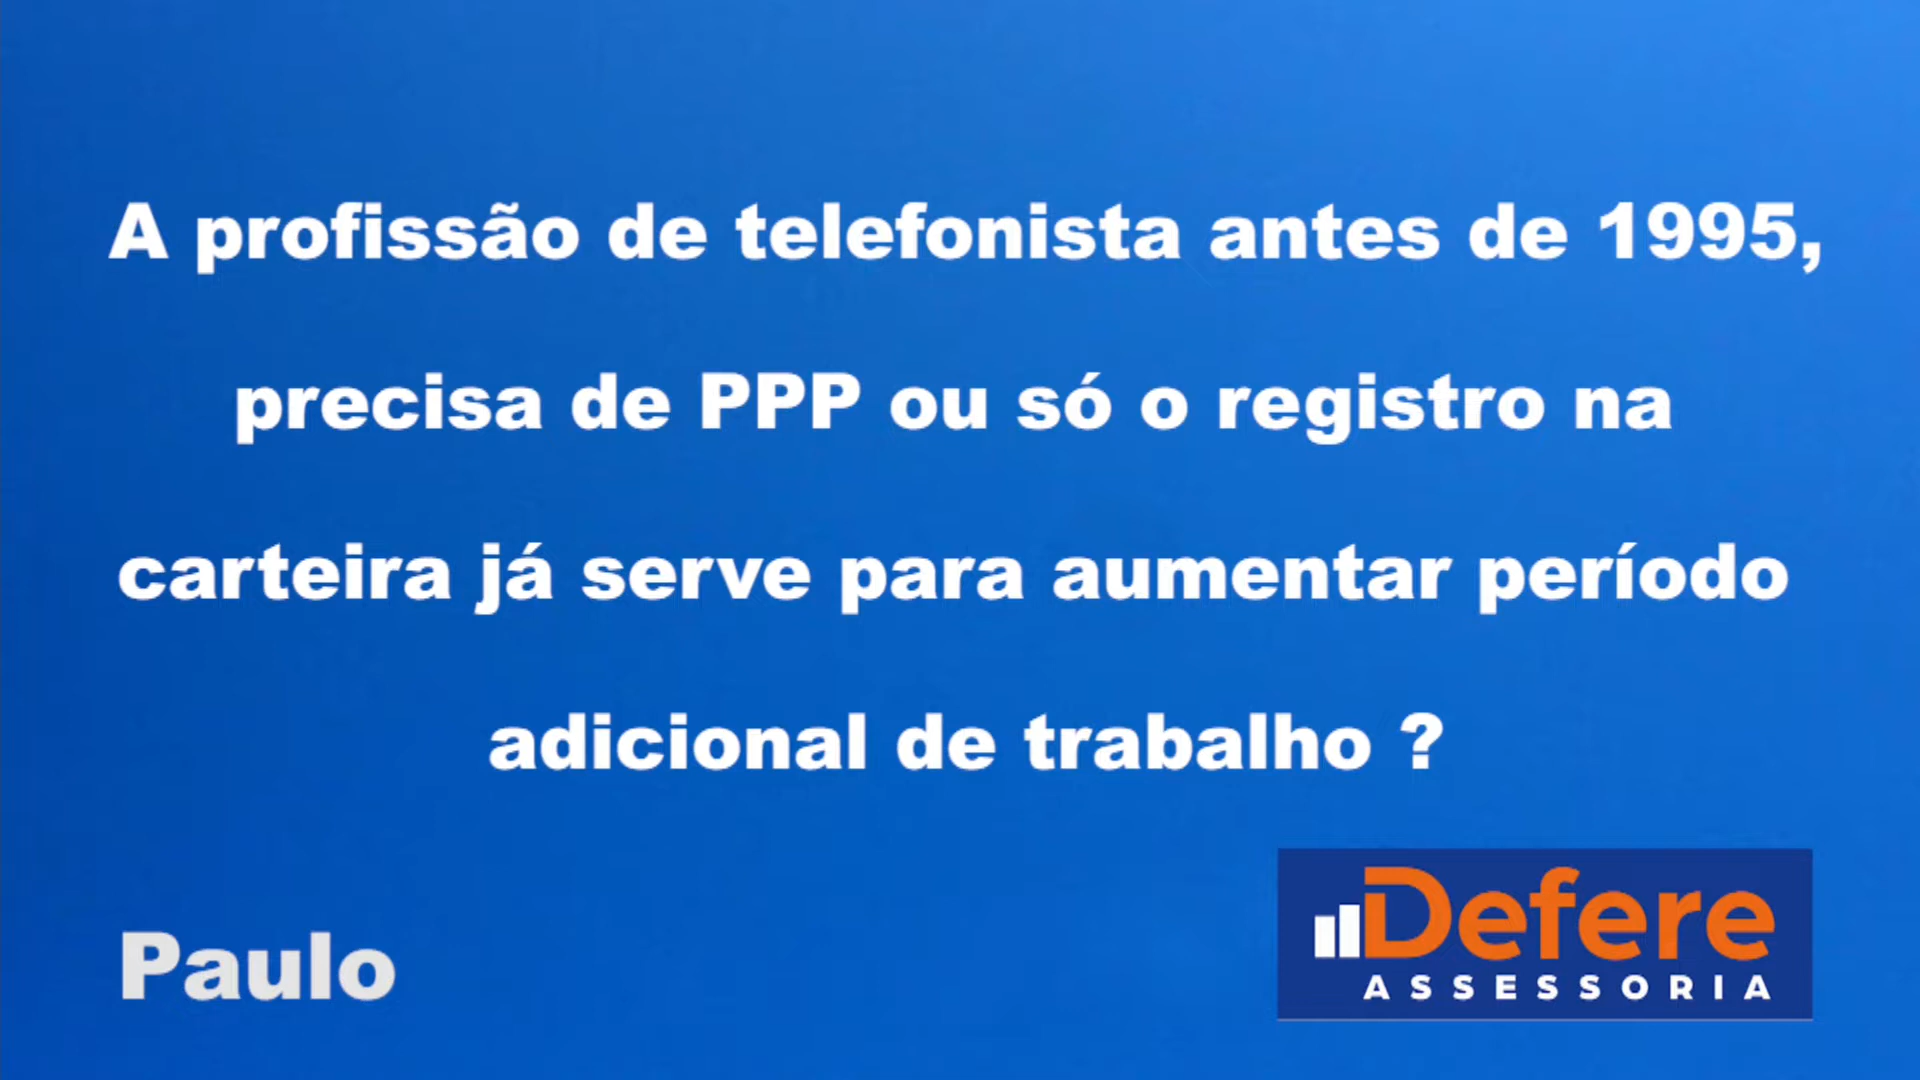 A profissão de telefonista antes de 1995,
precisa de PPP ou só o registro na
carteira já serve para aumentar período
adicional de trabalho ?
Paulo
Defere
ASSESSORIA